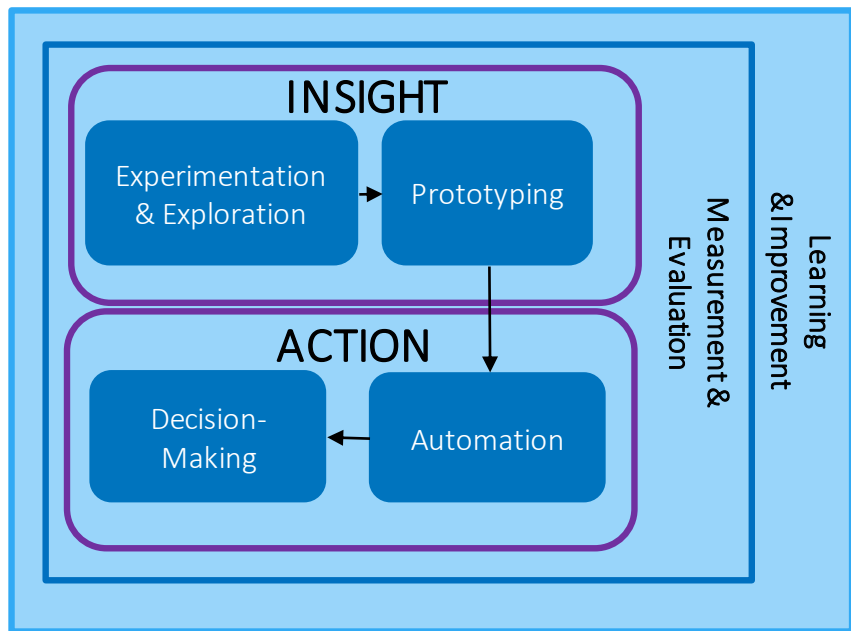 INSIGHT
Experimentation
& Exploration
Prototyping
ACTION
Decision-
Making
Automation
Measurement &
Evaluation
Learning
&Improvement